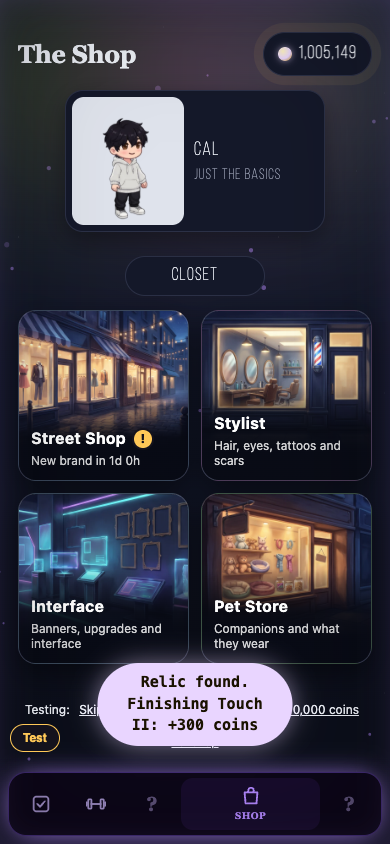 The Shop
1,005,149
CAL
JUST THE BASICS
CLOSET
Street Shop !
New brand in 1d 0h
Stylist
Hair, eyes, tattoos and
scars
Interface
Banners, upgrades and
interface
Pet Store
Companions and what
they wear
Relic found.
Finishing Touch
II: +300 coins
Testing:
0,000 coins
Test
?
SHOP
?